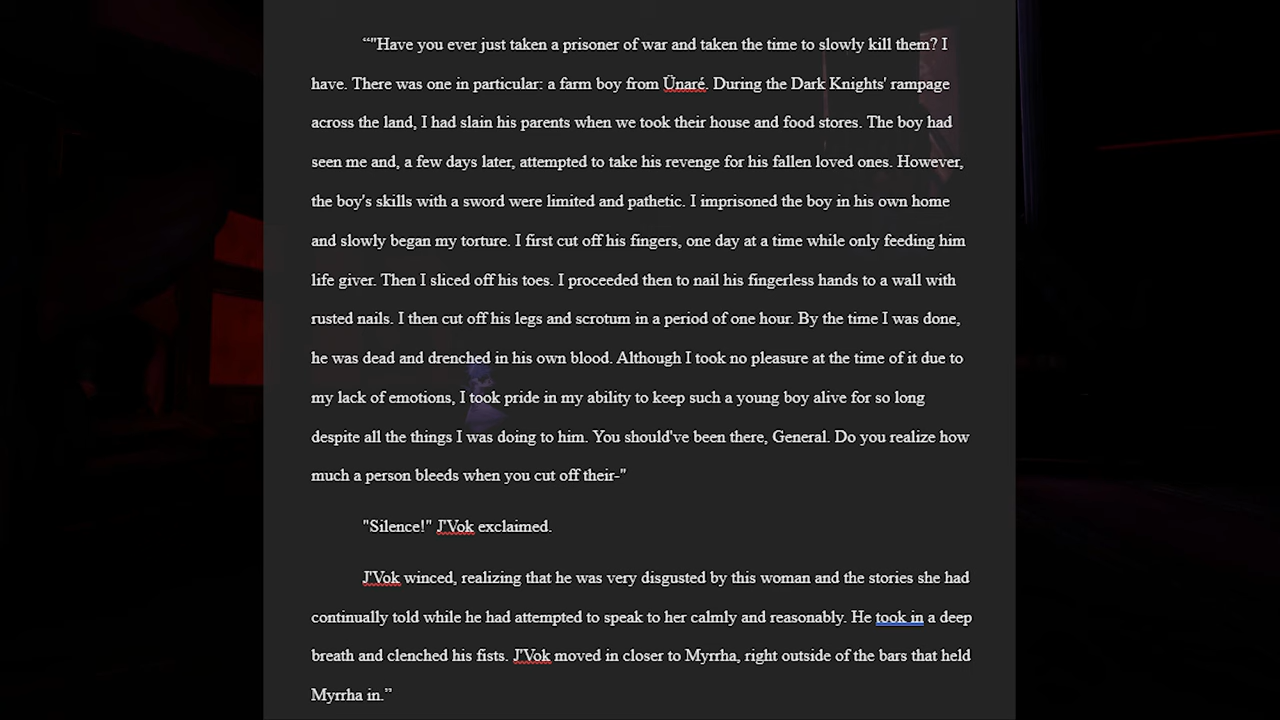 “"Have you ever just taken a prisoner of war and taken the time to slowly kill them? I
have. There was one in particular: a farm boy from Ünaré. During the Dark Knights' rampage
across the land, I had slain his parents when we took their house and food stores. The boy had
seen me and, a few days later, attempted to take his revenge for his fallen loved ones. However,
the boy's skills with a sword were limited and pathetic. I imprisoned the boy in his own home
and slowly began my torture. I first cut off his fingers, one day at a time while only feeding him
life giver. Then I sliced off his toes. I proceeded then to nail his fingerless hands to a wall with
rusted nails. I then cut off his legs and scrotum in a period of one hour. By the time I was done,
he was dead and drenched in his own blood. Although I took no pleasure at the time of it due to
my lack of emotions, I took pride in my ability to keep such a young boy alive for so long
despite all the things I was doing to him. You should've been there, General. Do you realize how
much a person bleeds when you cut off their-"
"Silence!" J'Vok exclaimed.
J'Vok winced, realizing that he was very disgusted by this woman and the stories she had
continually told while he had attempted to speak to her calmly and reasonably. He took in a deep
breath and clenched his fists. J'Vok moved in closer to Myrrha, right outside of the bars that held
Myrrha in.”